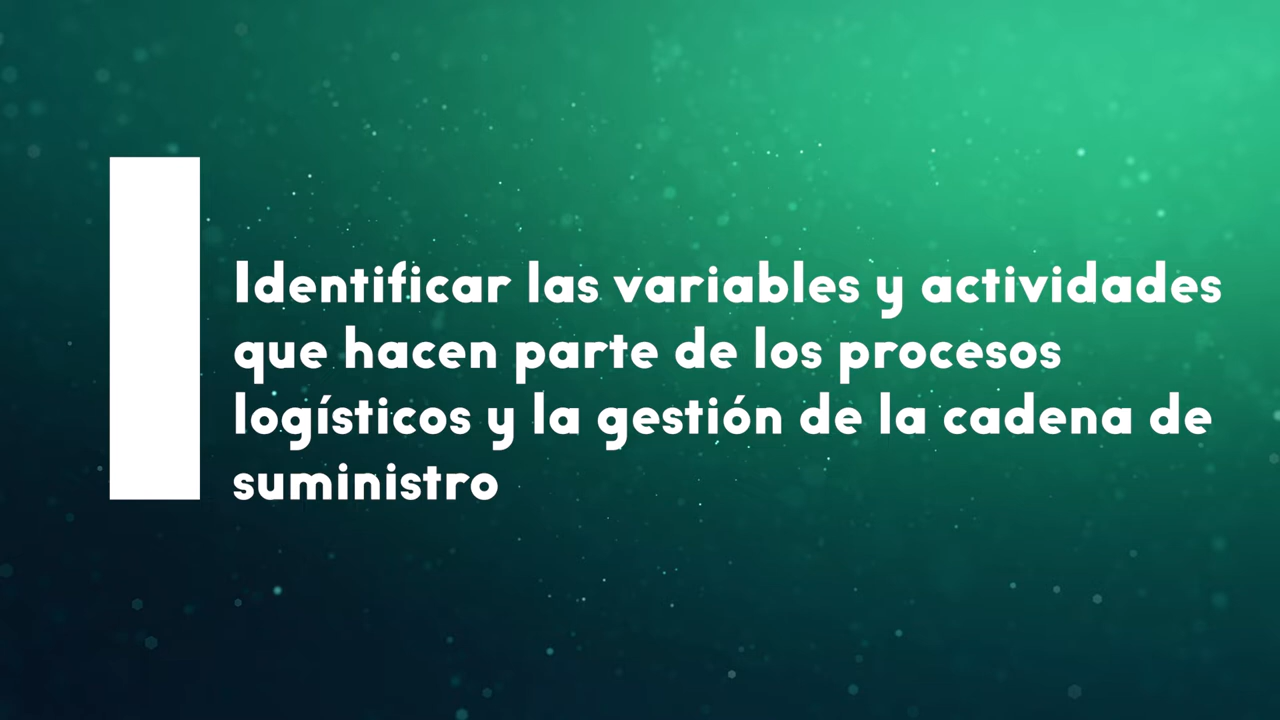 Identificar las variables y actividades
que hacen parte de los procesos
logísticos y la gestión de la cadena de
suministro